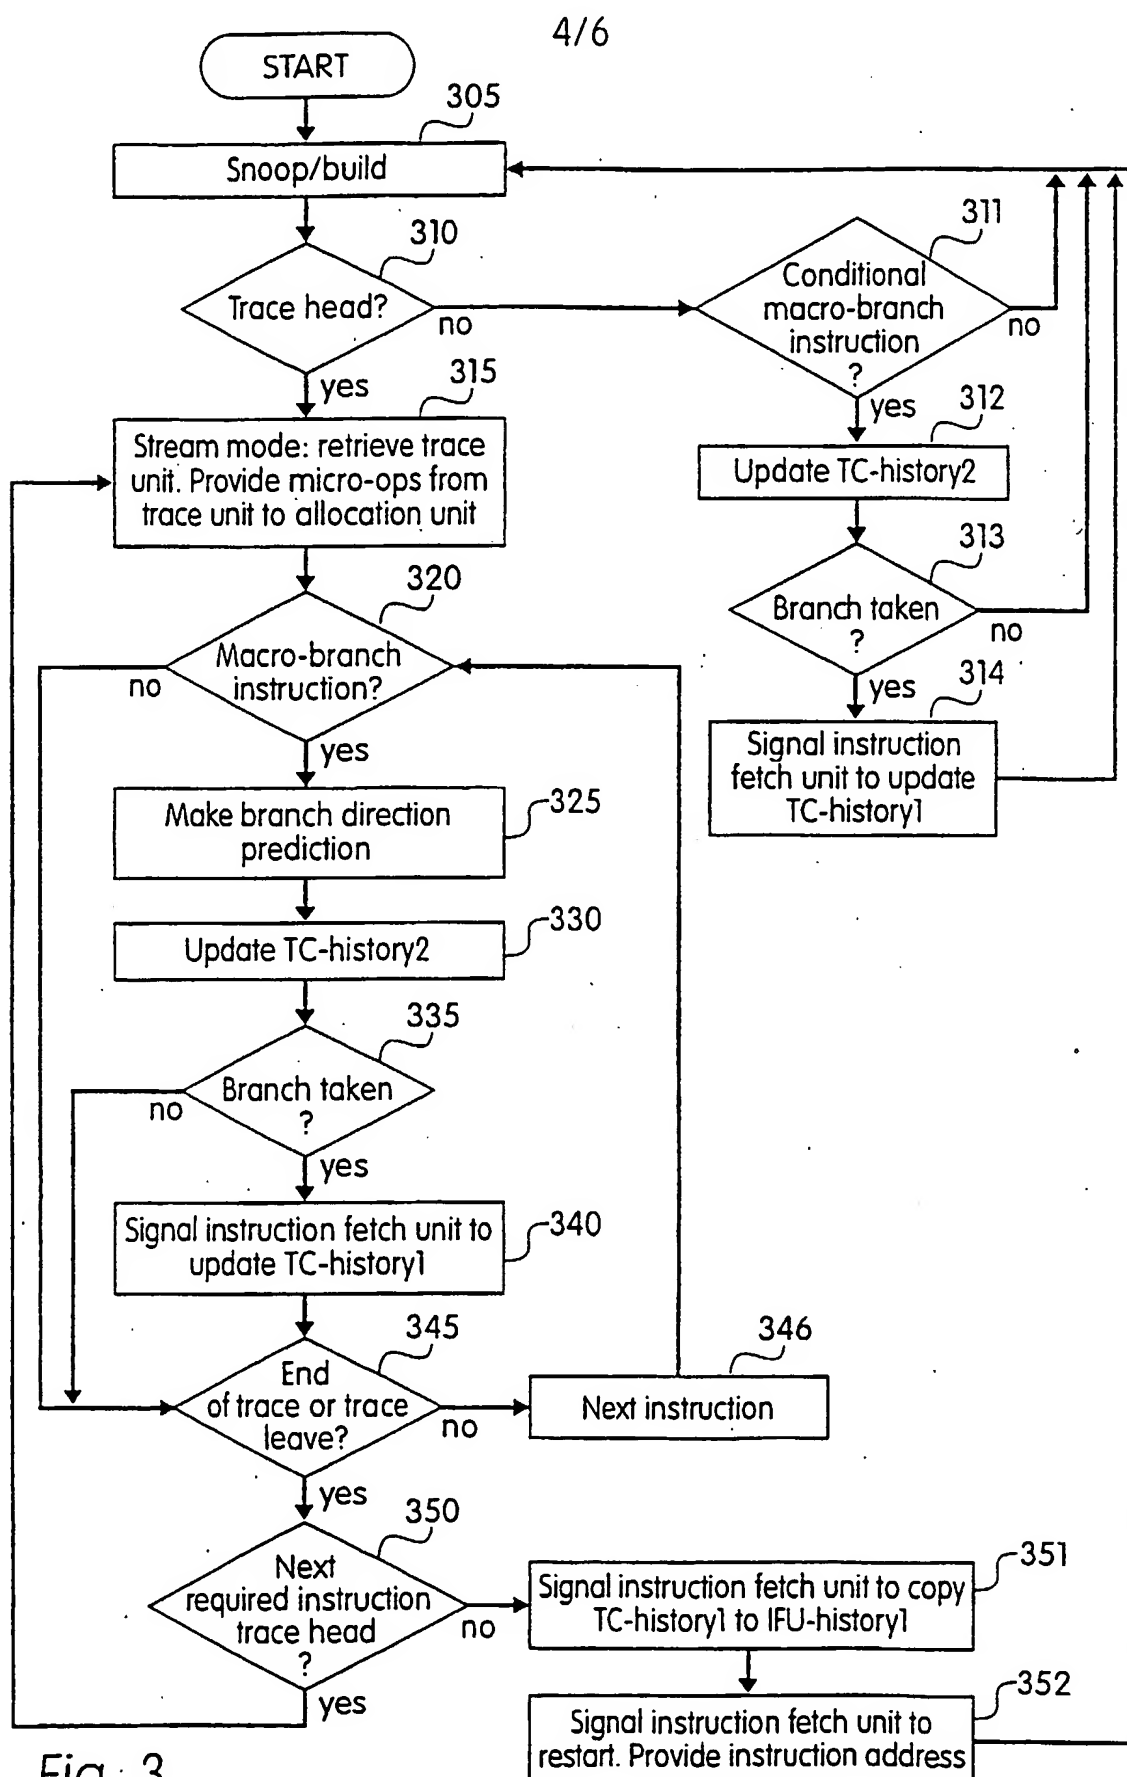 4/6
START
305
Snoop/build
310
Trace head?
no
yes
311
Conditional
macro-branch
instruction
?
no
yes
312
Update TC-history2
313
Branch taken
?
no
yes
314
Signal instruction
fetch unit to update
TC-history1
315
Stream mode: retrieve trace
unit. Provide micro-ops from
trace unit to allocation unit
320
Macro-branch
instruction?
no
yes
Make branch direction
prediction
325
Update TC-history2
330
335
Branch taken
?
no
yes
Signal instruction fetch unit to
update TC-history1
340
345
End
of trace or trace
leave?
no
yes
346
Next instruction
350
Next
required instruction
trace head
?
no
yes
351
Signal instruction fetch unit to copy
TC-history1 to IFU-history1
352
Signal instruction fetch unit to
restart. Provide instruction address
Fig. 3